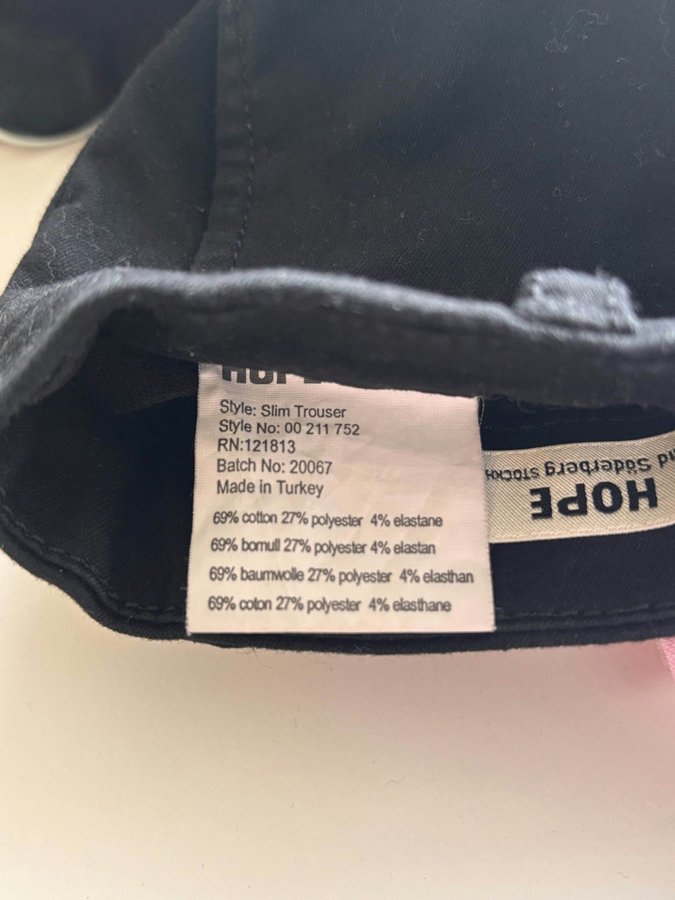 HOPE
Style: Slim Trouser
Style No: 00 211 752
RN:121813
Batch No: 20067
Made in Turkey
69% cotton 27% polyester 4% elastane
69% bomull 27% polyester 4% elastan
69% baumwolle 27% polyester 4% elasthan
69% coton 27% polyester 4% elasthane
HOPE
Söderberg